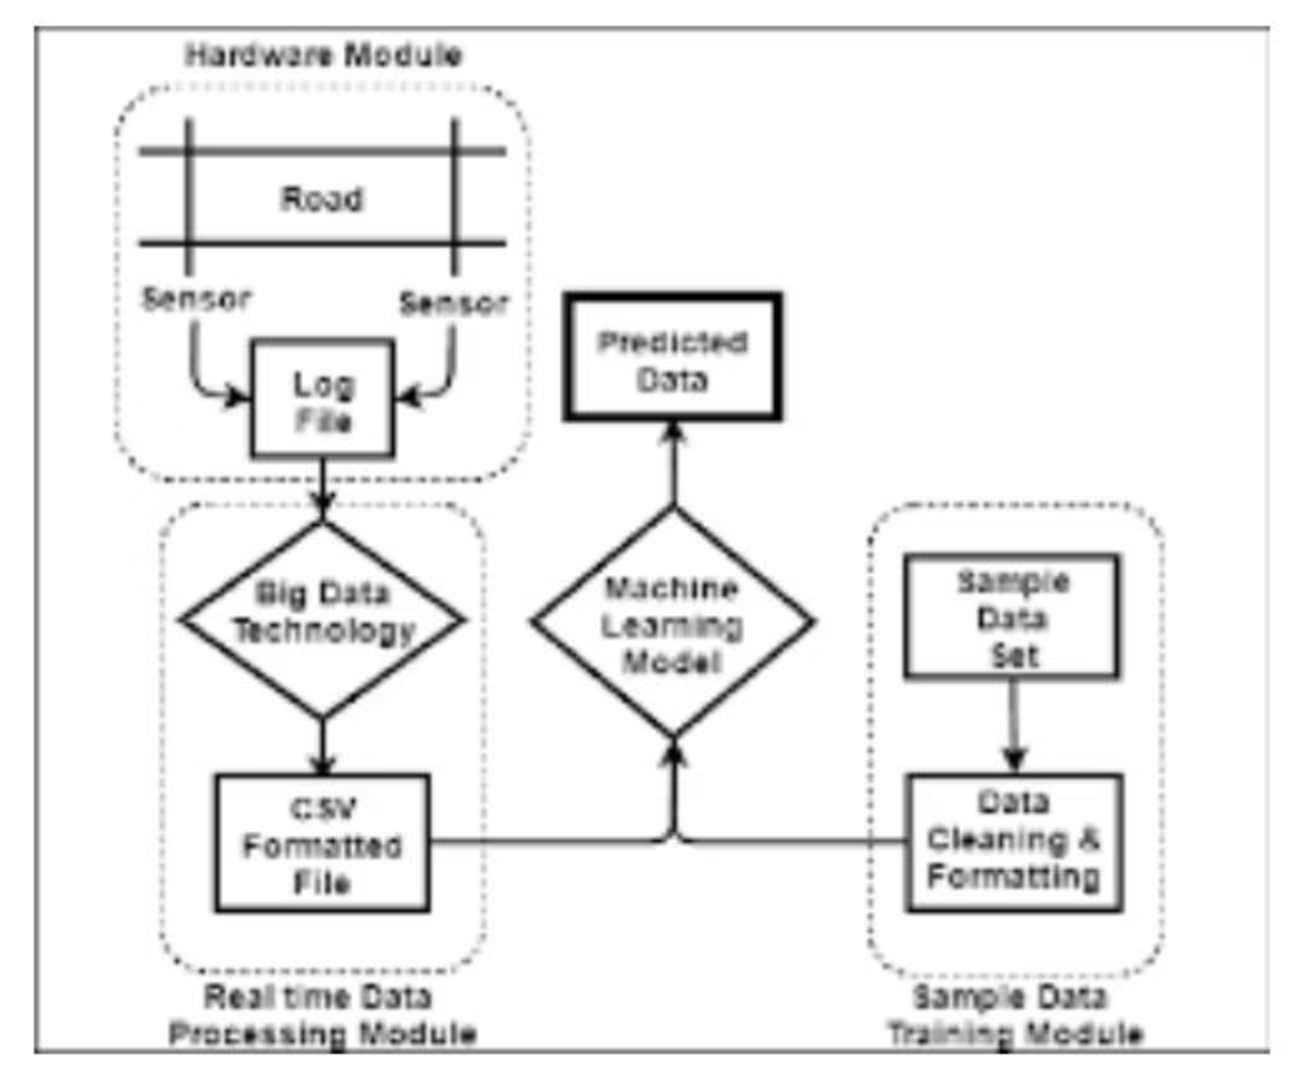 Hardware Module
Road
Sensor
Sensor
Log
File
Predicted
Data
Big Data
Technology
Machine
Learning
Model
Sample
Data
Set
CSV
Formatted
File
Data
Cleaning &
Formatting
Real time Data
Processing Module
Sample Data
Training Module